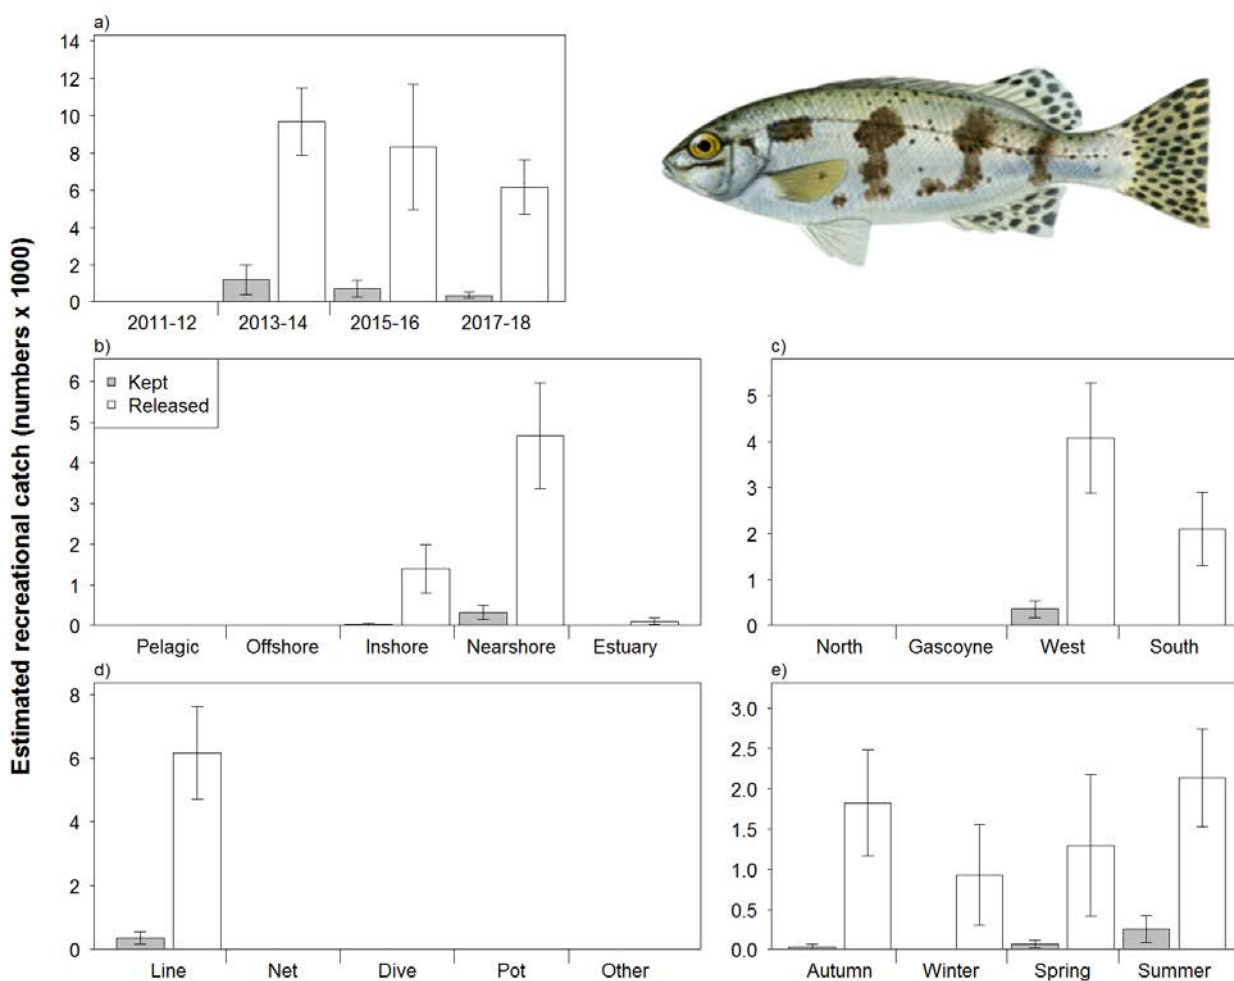 Estimated recreational catch (numbers x 1000)
a)
14
12
10
8
6
4
2
0
2011-12 2013-14 2015-16 2017-18
b)
Kept
Released
6
5
4
3
2
1
0
Pelagic Offshore Inshore Nearshore Estuary
c)
5
4
3
2
1
0
North Gascoyne West South
d)
8
6
4
2
0
Line Net Dive Pot Other
e)
3.0
2.5
2.0
1.5
1.0
0.5
0.0
Autumn Winter Spring Summer